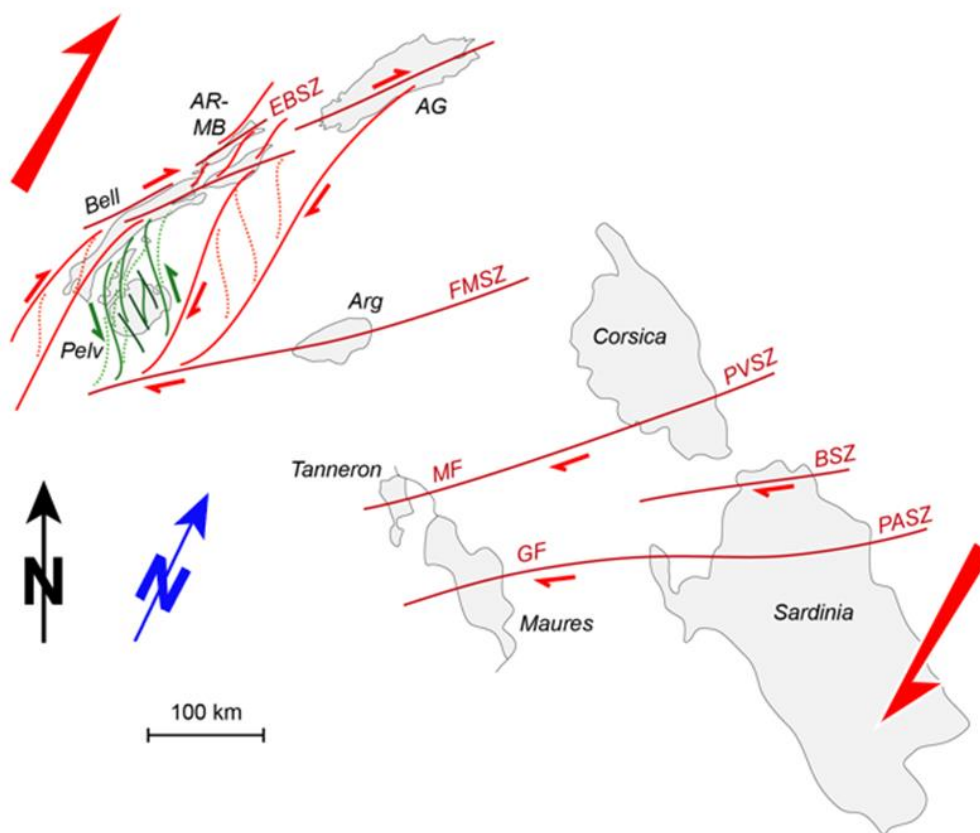 AR-
MB
EBSZ
AG
Bell
Pelv
Arg
FMSZ
Corsica
PVSZ
Tanneron
MF
BSZ
PASZ
GF
N
N
Maures
Sardinia
100 km